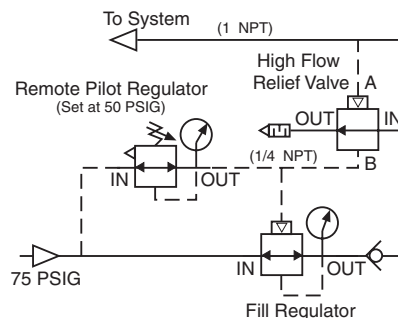 To System
(1 NPT)
High Flow
Relief Valve
A
Remote Pilot Regulator
(Set at 50 PSIG)
OUT
IN
B
(1/4 NPT)
IN
OUT
IN
OUT
75 PSIG
Fill Regulator